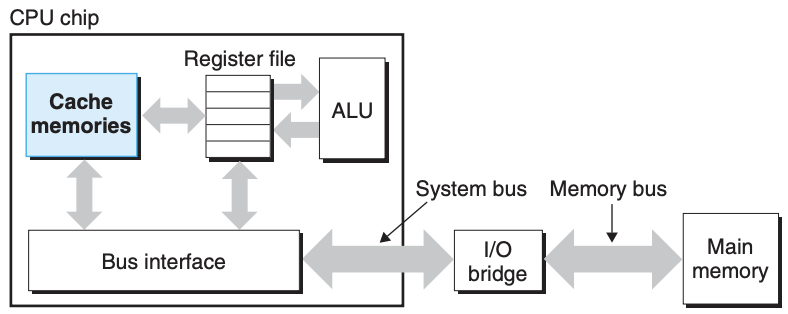 CPU chip
Register file
Cache
memories
ALU
System bus
Memory bus
Bus interface
I/O
bridge
Main
memory